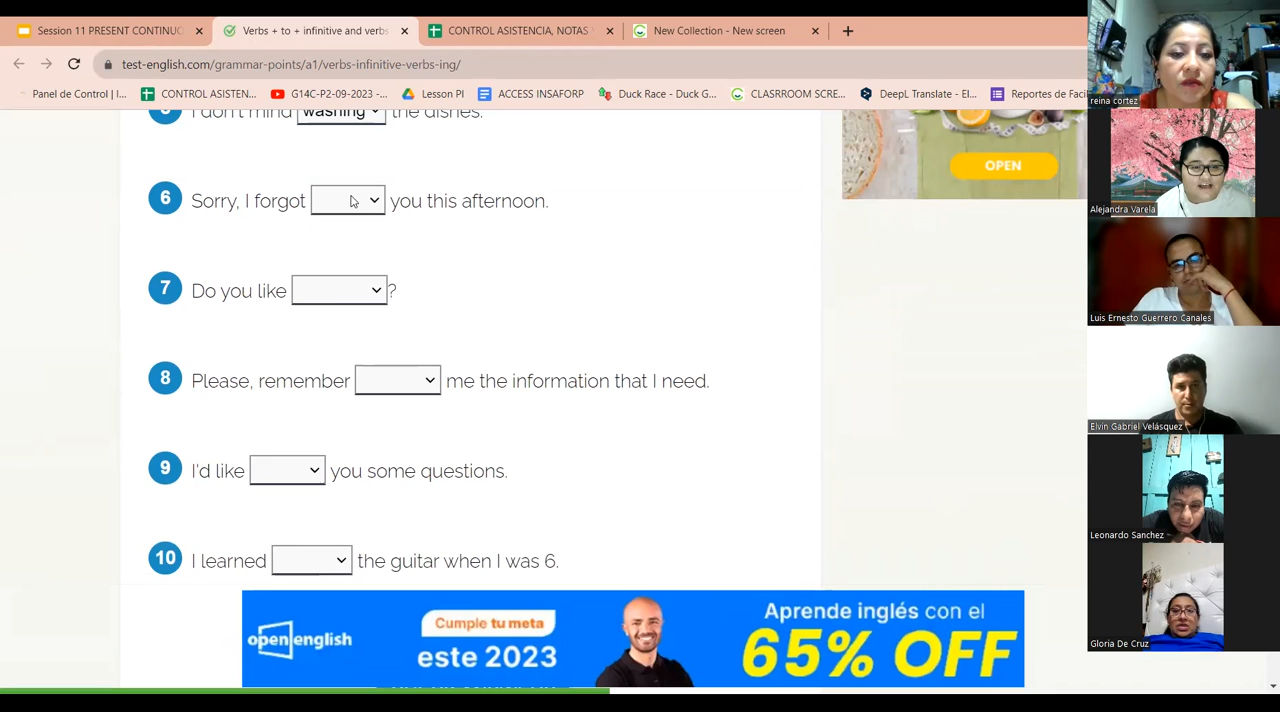 Session 11 PRESENT CONTINUO
Verbs + to + infinitive and verbs
CONTROL ASISTENCIA, NOTAS
New Collection - New screen
test-english.com/grammar-points/a1/verbs-infinitive-verbs-ing/
Panel de Control | I...
CONTROL ASISTEN...
G14C-P2-09-2023 -...
Lesson PI
ACCESS INSAFORP
Duck Race - Duck G...
CLASRROOM SCRE...
DeepL Translate - El...
Reportes de Facili
reina cortez
I don't mind washing the dishes.
OPEN
6 Sorry, I forgot you this afternoon.
Alejandra Varela
7 Do you like ?
Luis Ernesto Guerrero Canales
8 Please, remember me the information that I need.
Elvin Gabriel Velásquez
9 I'd like you some questions.
Leonardo Sanchez
10 I learned the guitar when I was 6.
openenglish
Cumple tu meta
este 2023
Aprende inglés con el
65% OFF
Gloria De Cruz